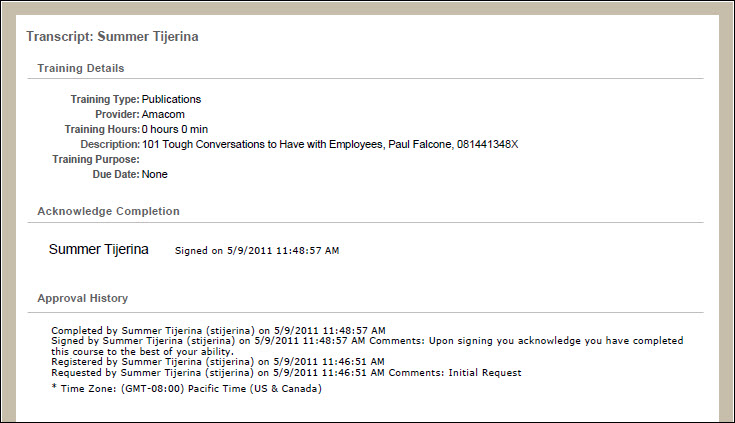 Transcript: Summer Tijerina
Training Details
Training Type: Publications
Provider: Amacom
Training Hours: 0 hours 0 min
Description: 101 Tough Conversations to Have with Employees, Paul Falcone, 081441348X
Training Purpose:
Due Date: None
Acknowledge Completion
Summer Tijerina Signed on 5/9/2011 11:48:57 AM
Approval History
Completed by Summer Tijerina (stijerina) on 5/9/2011 11:48:57 AM
Signed by Summer Tijerina (stijerina) on 5/9/2011 11:48:57 AM Comments: Upon signing you acknowledge you have completed
this course to the best of your ability.
Registered by Summer Tijerina (stijerina) on 5/9/2011 11:46:51 AM
Requested by Summer Tijerina (stijerina) on 5/9/2011 11:46:51 AM Comments: Initial Request
* Time Zone: (GMT-08:00) Pacific Time (US & Canada)